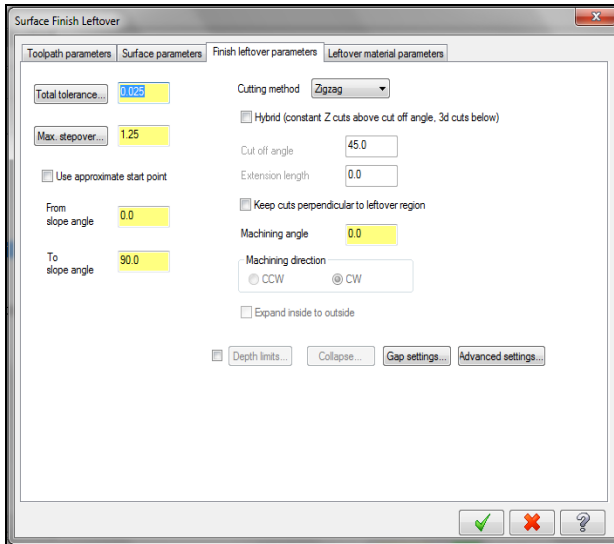 Surface Finish Leftover
Toolpath parameters Surface parameters Finish leftover parameters Leftover material parameters
Total tolerance... 0.025
Cutting method Zigzag
Hybrid (constant Z cuts above cut off angle, 3d cuts below)
Max. stepover... 1.25
Cut off angle 45.0
Use approximate start point
Extension length 0.0
From
slope angle 0.0
Keep cuts perpendicular to leftover region
Machining angle 0.0
To
slope angle 90.0
Machining direction
CCW CW
Expand inside to outside
Depth limits... Collapse... Gap settings... Advanced settings...